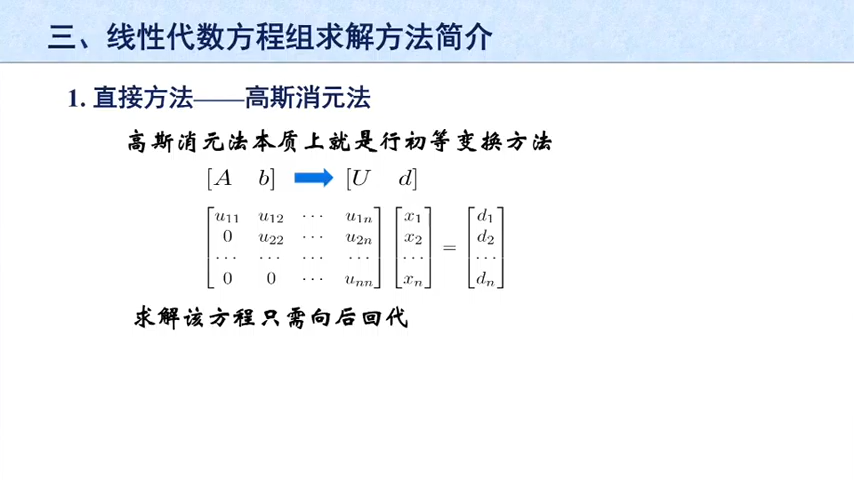 三、线性代数方程组求解方法简介
1. 直接方法——高斯消元法
高斯消元法本质上就是行初等变换方法
[A b] ➡ [U d]
u11 u12 ··· u1n x1 d1
0 u22 ··· u2n x2 = d2
··· ··· ··· ··· ··· ···
0 0 ··· unn xn dn
求解该方程只需向后回代